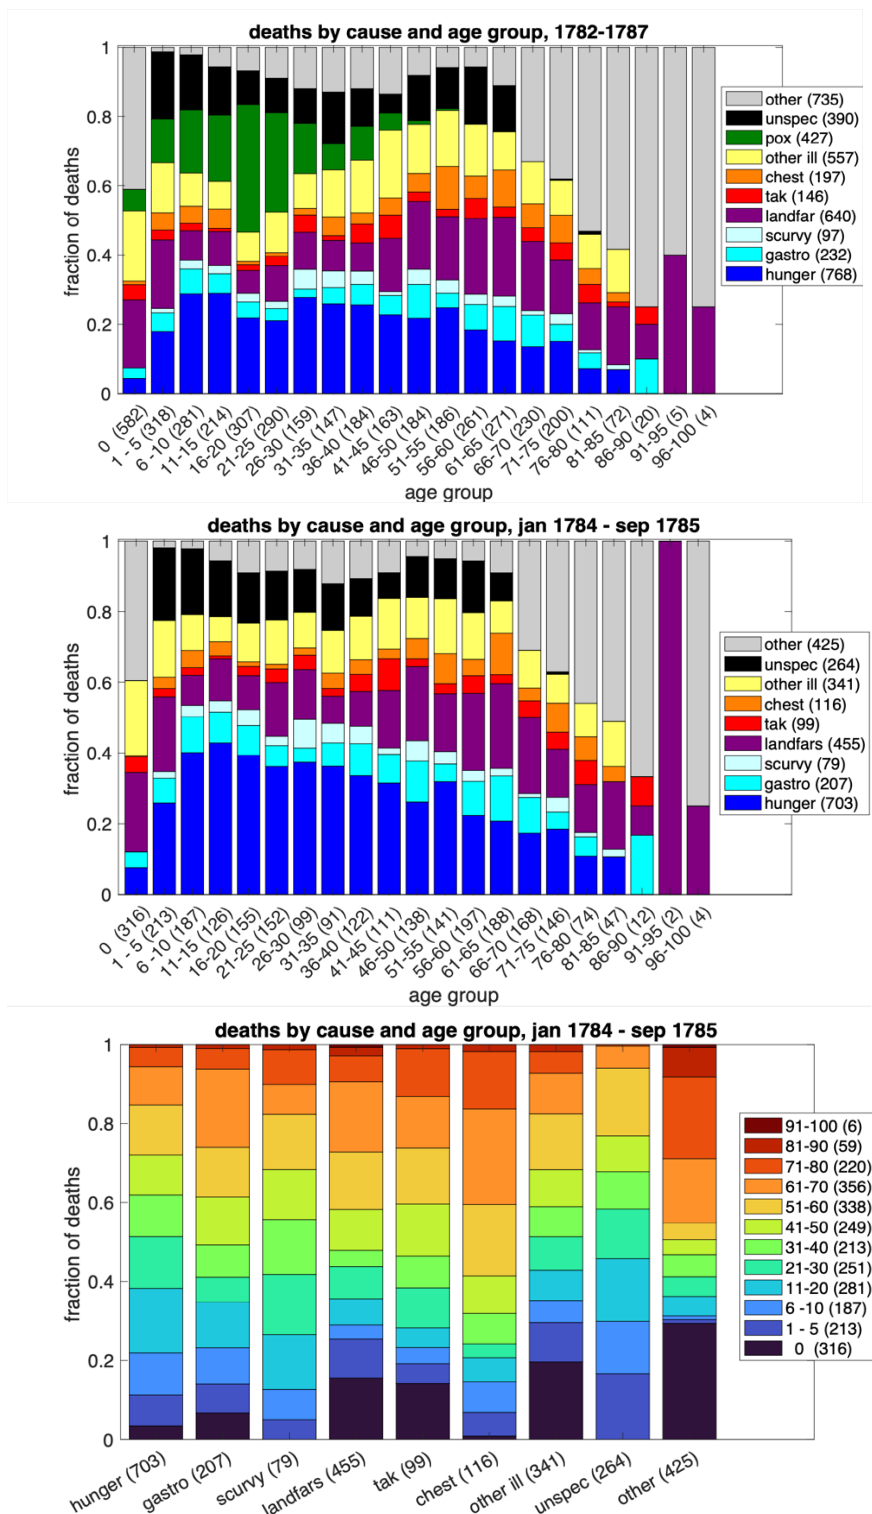 deaths by cause and age group, 1782-1787
1
0.8
0.6
0.4
0.2
0
fraction of deaths
other (735)
unspec (390)
pox (427)
other ill (557)
chest (197)
tak (146)
landfar (640)
scurvy (97)
gastro (232)
hunger (768)
0 (582)
1 - 5 (318)
6 -10 (281)
11-15 (214)
16-20 (307)
21-25 (290)
26-30 (159)
31-35 (147)
36-40 (184)
41-45 (163)
46-50 (184)
51-55 (186)
56-60 (261)
61-65 (271)
66-70 (230)
71-75 (200)
76-80 (111)
81-85 (72)
86-90 (20)
91-95 (5)
96-100 (4)
age group
deaths by cause and age group, jan 1784 - sep 1785
1
0.8
0.6
0.4
0.2
0
fraction of deaths
other (425)
unspec (264)
other ill (341)
chest (116)
tak (99)
landfars (455)
scurvy (79)
gastro (207)
hunger (703)
0 (316)
1 - 5 (213)
6 -10 (187)
11-15 (126)
16-20 (155)
21-25 (152)
26-30 (99)
31-35 (91)
36-40 (122)
41-45 (111)
46-50 (138)
51-55 (141)
56-60 (197)
61-65 (188)
66-70 (168)
71-75 (146)
76-80 (74)
81-85 (47)
86-90 (12)
91-95 (2)
96-100 (4)
age group
deaths by cause and age group, jan 1784 - sep 1785
1
0.8
0.6
0.4
0.2
0
fraction of deaths
91-100 (6)
81-90 (59)
71-80 (220)
61-70 (356)
51-60 (338)
41-50 (249)
31-40 (213)
21-30 (251)
11-20 (281)
6 -10 (187)
1 - 5 (213)
0 (316)
hunger (703)
gastro (207)
scurvy (79)
landfars (455)
tak (99)
chest (116)
other ill (341)
unspec (264)
other (425)